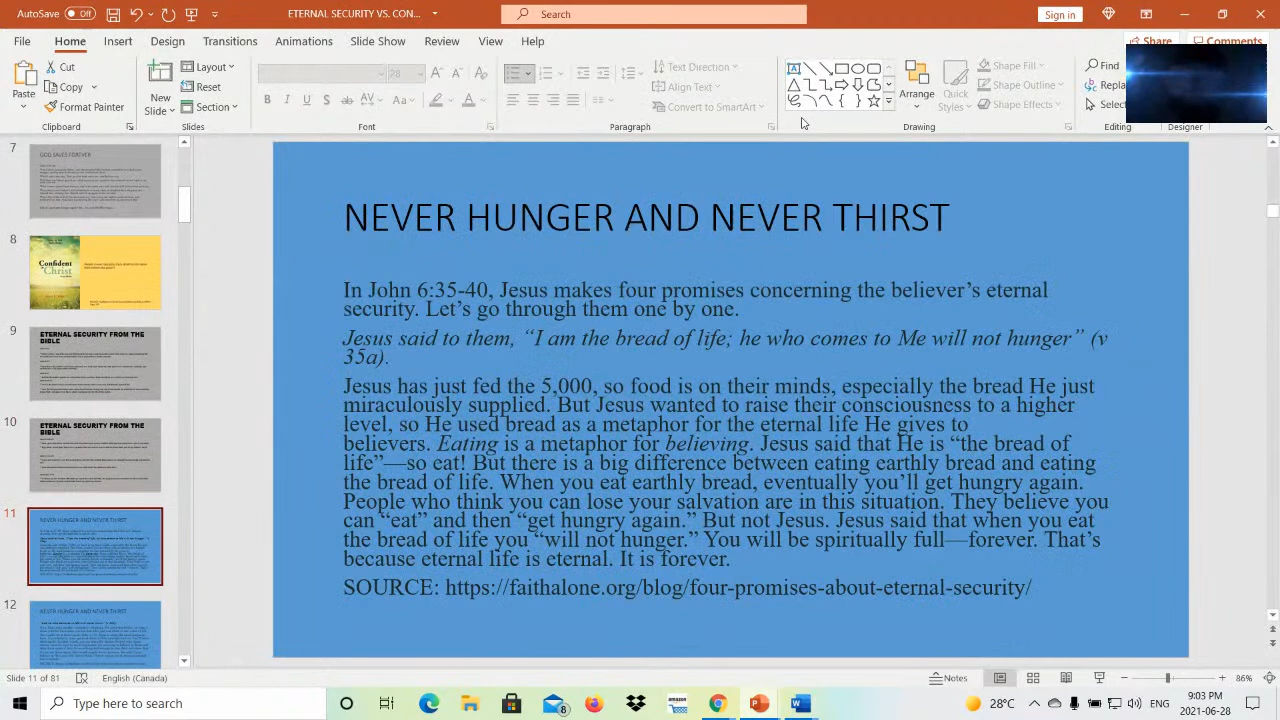 ETERNAL SECURITY VS CON...
Search
File
Home
Insert
Design
Transitions
Animations
Slide Show
Review
View
Help
Share
Comments
Paste
Cut
Copy
Format Painter
Clipboard
New
Slide
Layout
Reset
Section
Slides
28
Font
Text Direction
Align Text
Convert to SmartArt
Paragraph
Arrange
Quick
Styles
Shape Fill
Shape Outline
Shape Effects
Drawing
Find
Replace
Select
Editing
Designer
7
GOD SAVES FOREVER
8
Confident
in Christ
9
ETERNAL SECURITY FROM THE
BIBLE
10
ETERNAL SECURITY FROM THE
BIBLE
11
NEVER HUNGER AND NEVER THIRST
12
NEVER HUNGER AND NEVER THIRST
NEVER HUNGER AND NEVER THIRST
In John 6:35-40, Jesus makes four promises concerning the believer’s eternal
security. Let’s go through them one by one.
Jesus said to them, “I am the bread of life; he who comes to Me will not hunger” (v
35a).
Jesus has just fed the 5,000, so food is on their minds, especially the bread He just
miraculously supplied. But Jesus wanted to raise their consciousness to a higher
level, so He used bread as a metaphor for the eternal life He gives to
believers. Eating is a metaphor for believing. Jesus said that He is “the bread of
life”—so eat! But there is a big difference between eating earthly bread and eating
the bread of life. When you eat earthly bread, eventually you’ll get hungry again.
People who think you can lose your salvation, are in this situation. They believe you
can “eat” and then “get hungry again.” But not Jesus. Jesus said that when you eat
the bread of life you “will not hunger.” You will be spiritually full—forever. That’s
because eternal life is eternal. It is forever.
SOURCE: https://faithalone.org/blog/four-promises-about-eternal-security/
Slide 11 of 81
English (Canada)
Notes
86%
Type here to search
8
amazon
28°C
9:03 PM
2021-06-28